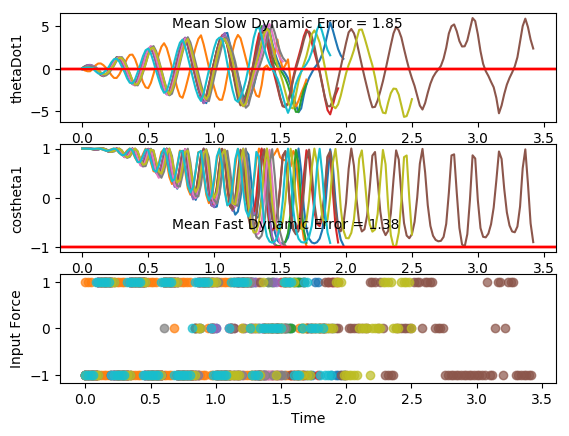 Mean Slow Dynamic Error = 1.85
thetaDot1
5
0
−5
0.0 0.5 1.0 1.5 2.0 2.5 3.0 3.5
Mean Fast Dynamic Error = 1.38
costheta1
1
0
−1
0.0 0.5 1.0 1.5 2.0 2.5 3.0 3.5
Input Force
1
0
−1
0.0 0.5 1.0 1.5 2.0 2.5 3.0 3.5
Time